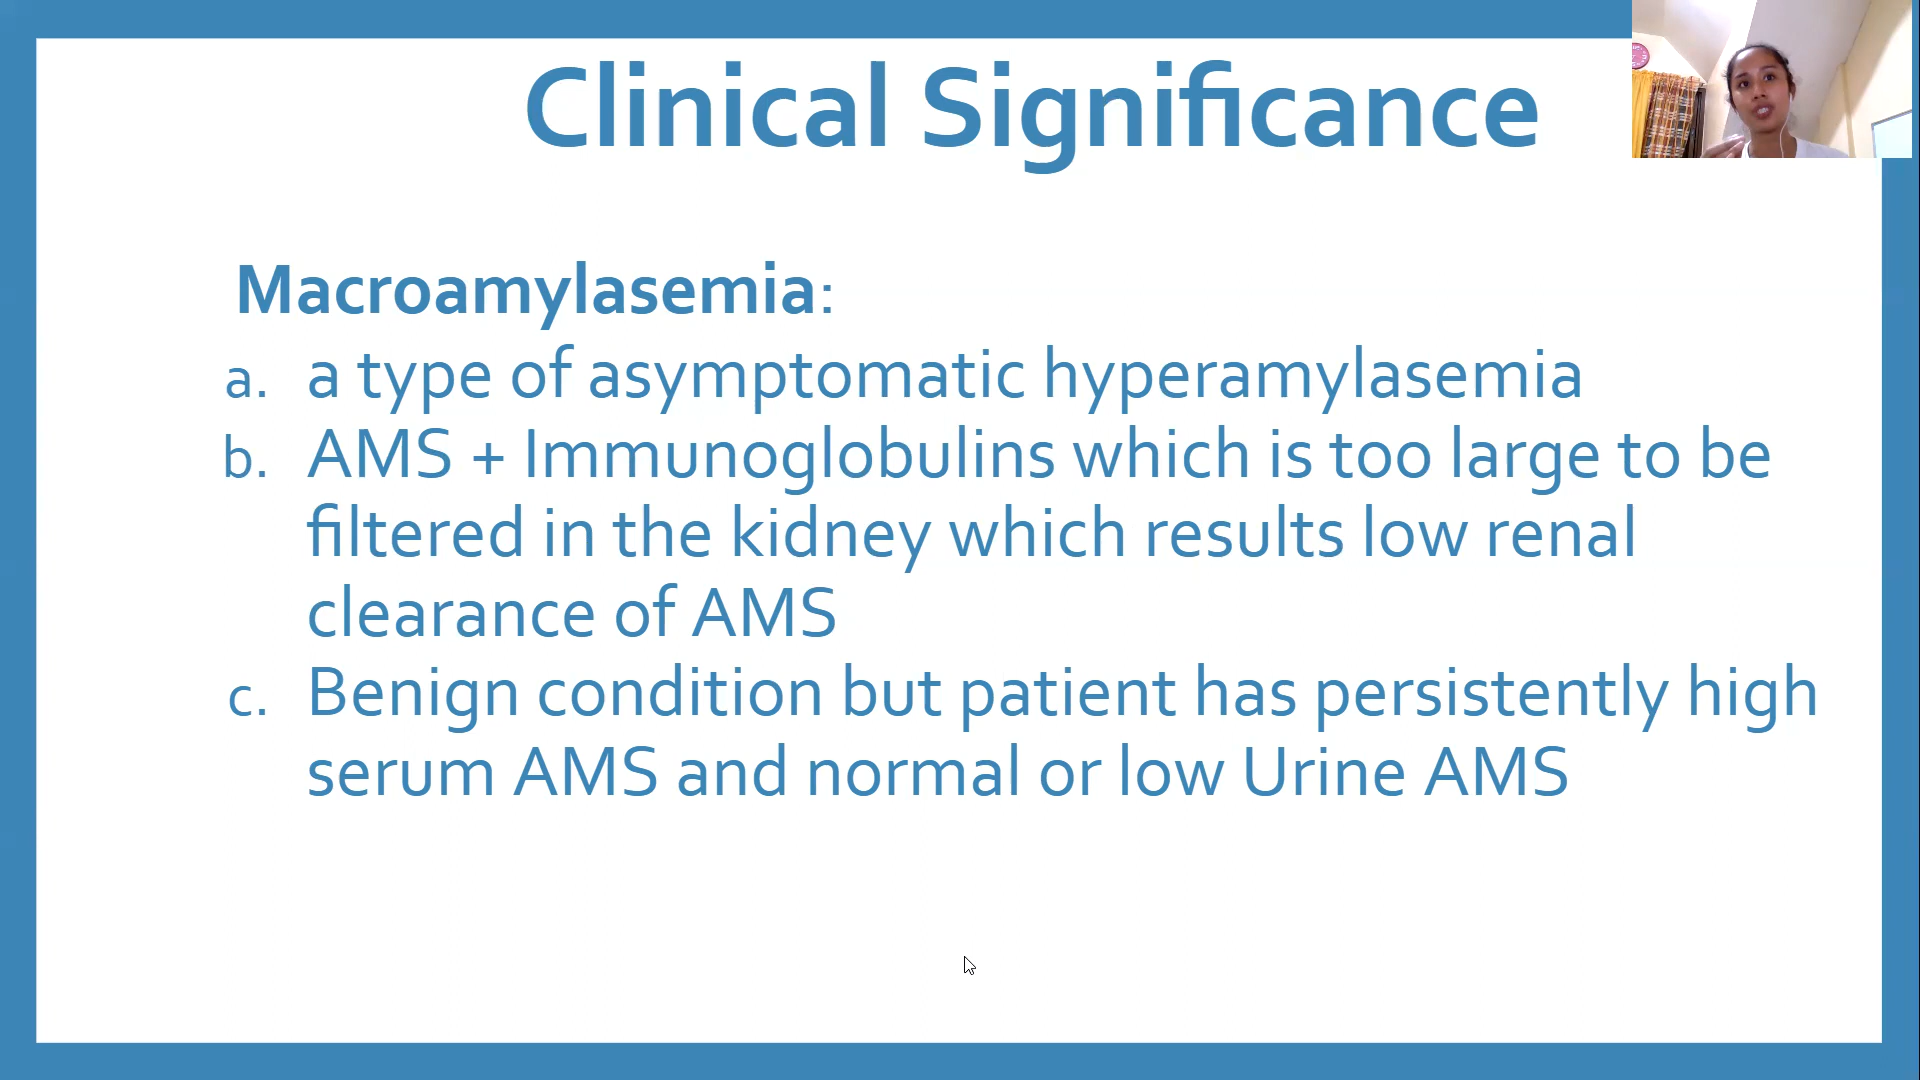 Clinical Significance
Macroamylasemia:
a. a type of asymptomatic hyperamylasemia
b. AMS + Immunoglobulins which is too large to be
filtered in the kidney which results low renal
clearance of AMS
c. Benign condition but patient has persistently high
serum AMS and normal or low Urine AMS